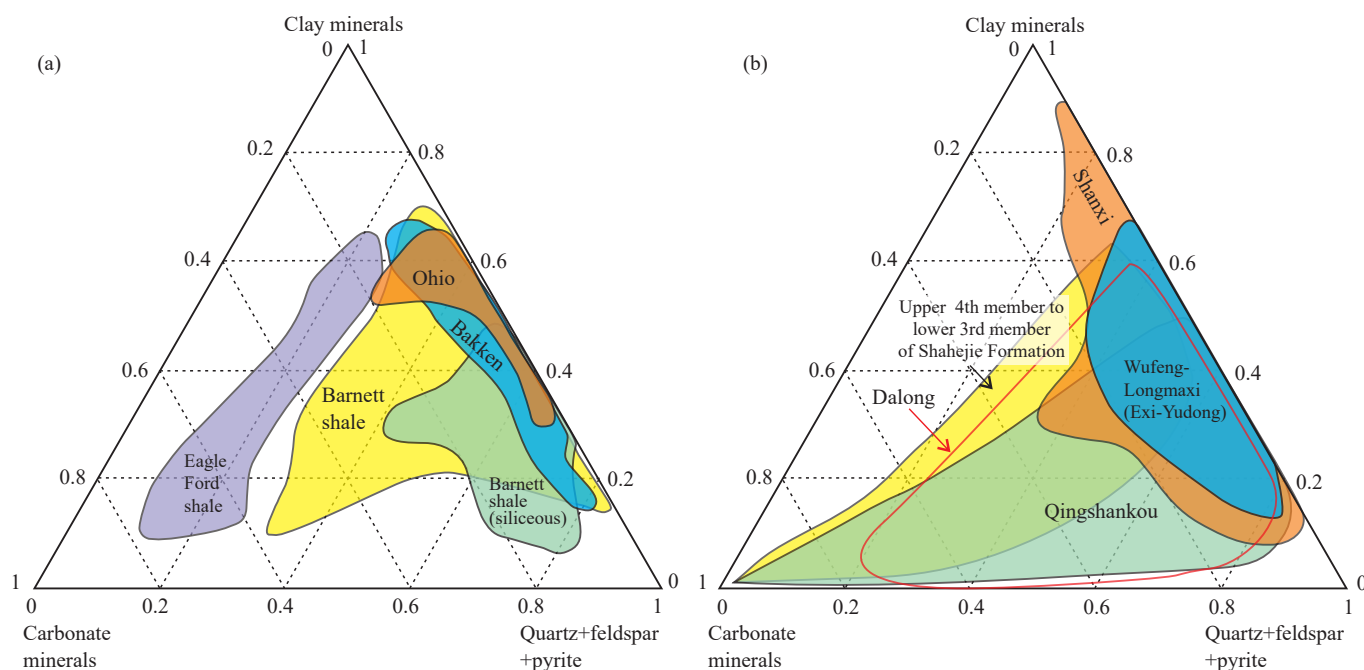 (a)
Clay minerals
0 1
0.2 0.8
0.4 0.6
0.6 0.4
0.8 0.2
1 0
0 0.2 0.4 0.6 0.8 1
Carbonate
minerals
Quartz+feldspar
+pyrite
Ohio
Bakken
Barnett
shale
Eagle
Ford
shale
Barnett
shale
(siliceous)
(b)
Clay minerals
0 1
0.2 0.8
0.4 0.6
0.6 0.4
0.8 0.2
1 0
0 0.2 0.4 0.6 0.8 1
Carbonate
minerals
Quartz+feldspar
+pyrite
Shanxi
Upper 4th member to
lower 3rd member
of Shahejie Formation
Wufeng-
Longmaxi
(Exi-Yudong)
Dalong
Qingshankou